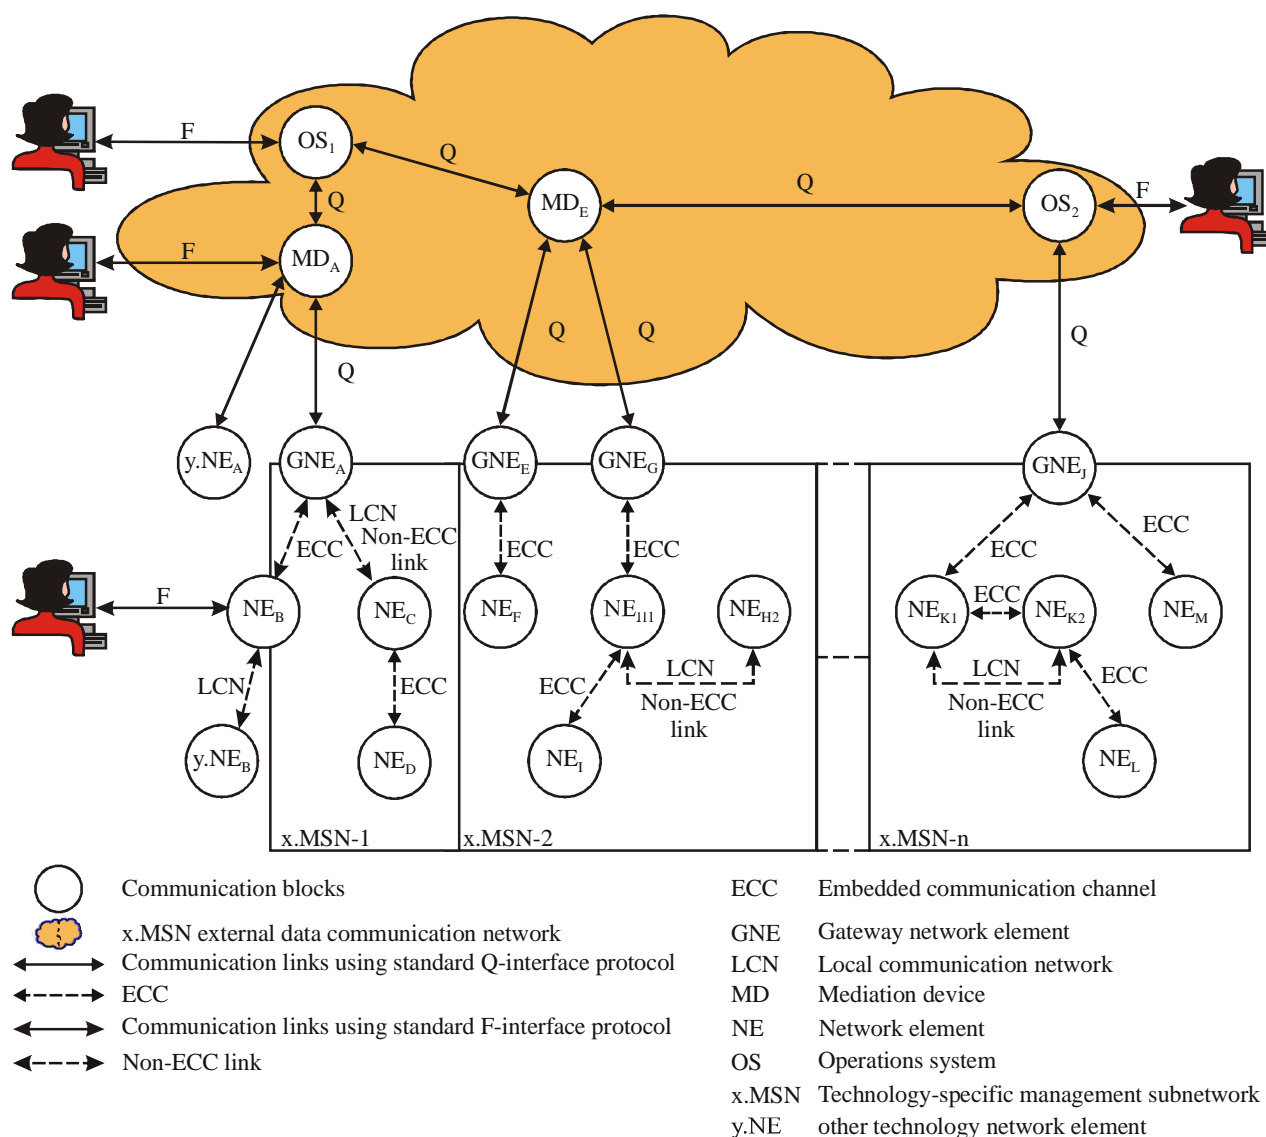 F
OS1
Q
Q
MDE
Q
OS2
F
F
MDA
Q
Q
Q
Q
Q
y.NEA
GNEA
GNEE
GNEG
GNEJ
LCN
Non-ECC
link
ECC
ECC
ECC
ECC
ECC
F
NEB
NEC
NEF
NE111
NEH2
NEK1
ECC
NEK2
NEM
LCN
ECC
ECC
LCN
Non-ECC
link
LCN
Non-ECC
link
ECC
y.NEB
NED
NEI
NEL
x.MSN-1
x.MSN-2
x.MSN-n
Communication blocks
x.MSN external data communication network
Communication links using standard Q-interface protocol
ECC
Communication links using standard F-interface protocol
Non-ECC link
ECC Embedded communication channel
GNE Gateway network element
LCN Local communication network
MD Mediation device
NE Network element
OS Operations system
x.MSN Technology-specific management subnetwork
y.NE other technology network element